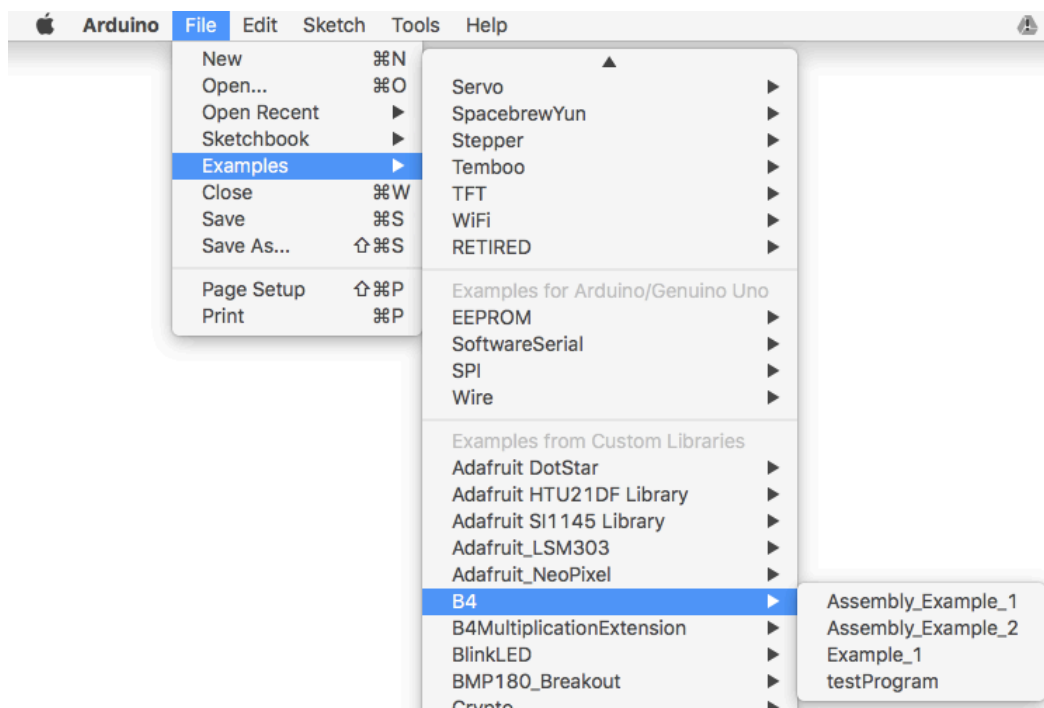 Arduino File Edit Sketch Tools Help
New ⌘N
Open... ⌘O
Open Recent
Sketchbook
Examples
Close ⌘W
Save ⌘S
Save As... ⇧⌘S
Page Setup ⇧⌘P
Print ⌘P
Servo
SpacebrewYun
Stepper
Temboo
TFT
WiFi
RETIRED
Examples for Arduino/Genuino Uno
EEPROM
SoftwareSerial
SPI
Wire
Examples from Custom Libraries
Adafruit DotStar
Adafruit HTU21DF Library
Adafruit SI1145 Library
Adafruit_LSM303
Adafruit_NeoPixel
B4
B4MultiplicationExtension
BlinkLED
BMP180_Breakout
Crypto
Assembly_Example_1
Assembly_Example_2
Example_1
testProgram